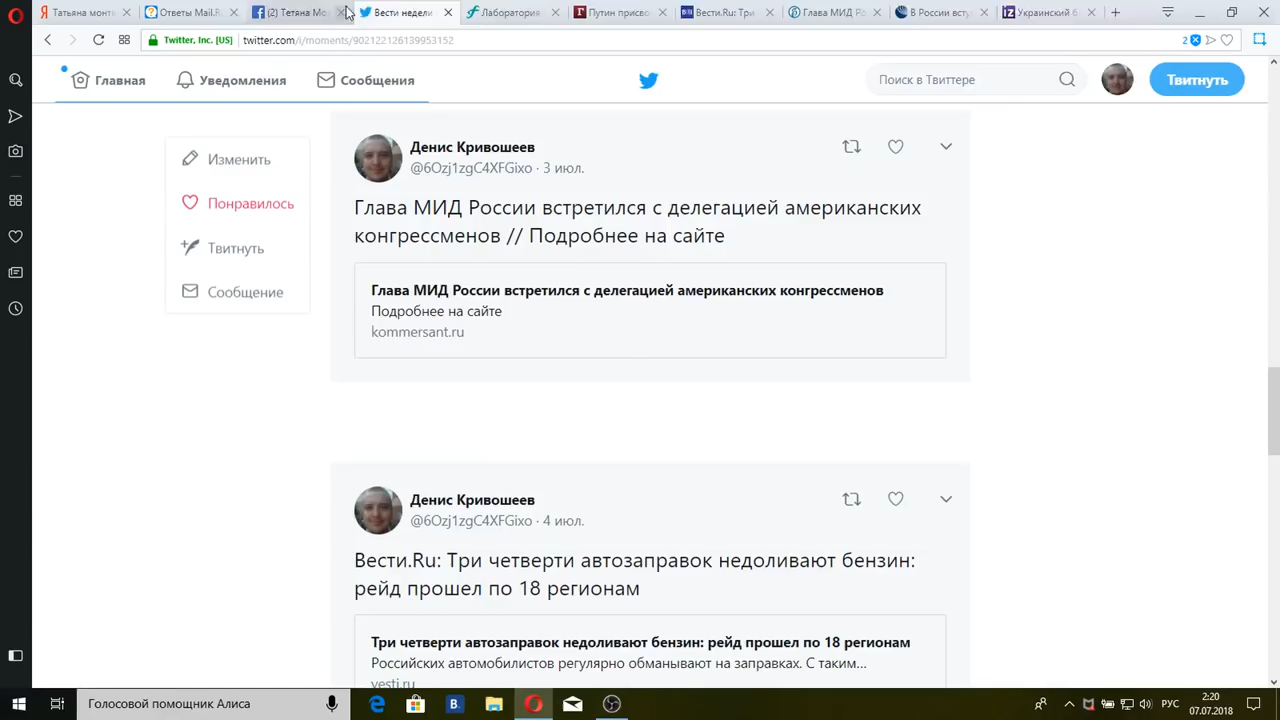 Татьяна монт
Ответы Mail.R
(2) Тетяна Мо
Вести недели
Лаборатория
Путин присво
Вести.Ru: Три
Глава МИД Р
В России всту
Украинский б
Twitter, Inc. [US]
twitter.com/i/moments/902122126139953152
2
Главная
Уведомления
Сообщения
Поиск в Твиттере
Твитнуть
Изменить
Понравилось
Твитнуть
Сообщение
Денис Кривошеев
@6Ozj1zgC4XFGixo · 3 июл.
Глава МИД России встретился с делегацией американских
конгрессменов // Подробнее на сайте
Глава МИД России встретился с делегацией американских конгрессменов
Подробнее на сайте
kommersant.ru
Денис Кривошеев
@6Ozj1zgC4XFGixo · 4 июл.
Вести.Ru: Три четверти автозаправок недоливают бензин:
рейд прошел по 18 регионам
Три четверти автозаправок недоливают бензин: рейд прошел по 18 регионам
Российских автомобилистов регулярно обманывают на заправках. С таким...
vesti.ru
Голосовой помощник Алиса
РУС
2:20
07.07.2018